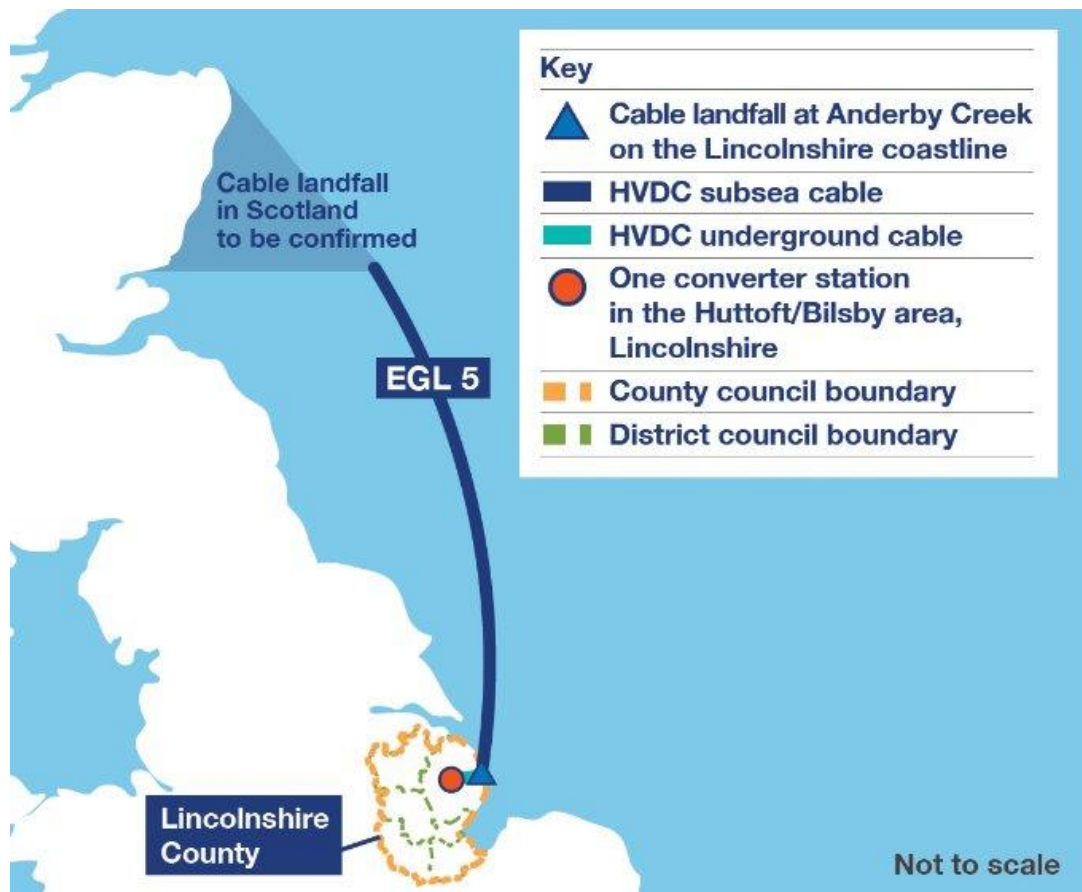 Key
Cable landfall at Anderby Creek
on the Lincolnshire coastline
HVDC subsea cable
HVDC underground cable
One converter station
in the Huttoft/Bilsby area,
Lincolnshire
County council boundary
District council boundary
Cable landfall
in Scotland
to be confirmed
EGL 5
Lincolnshire
County
Not to scale